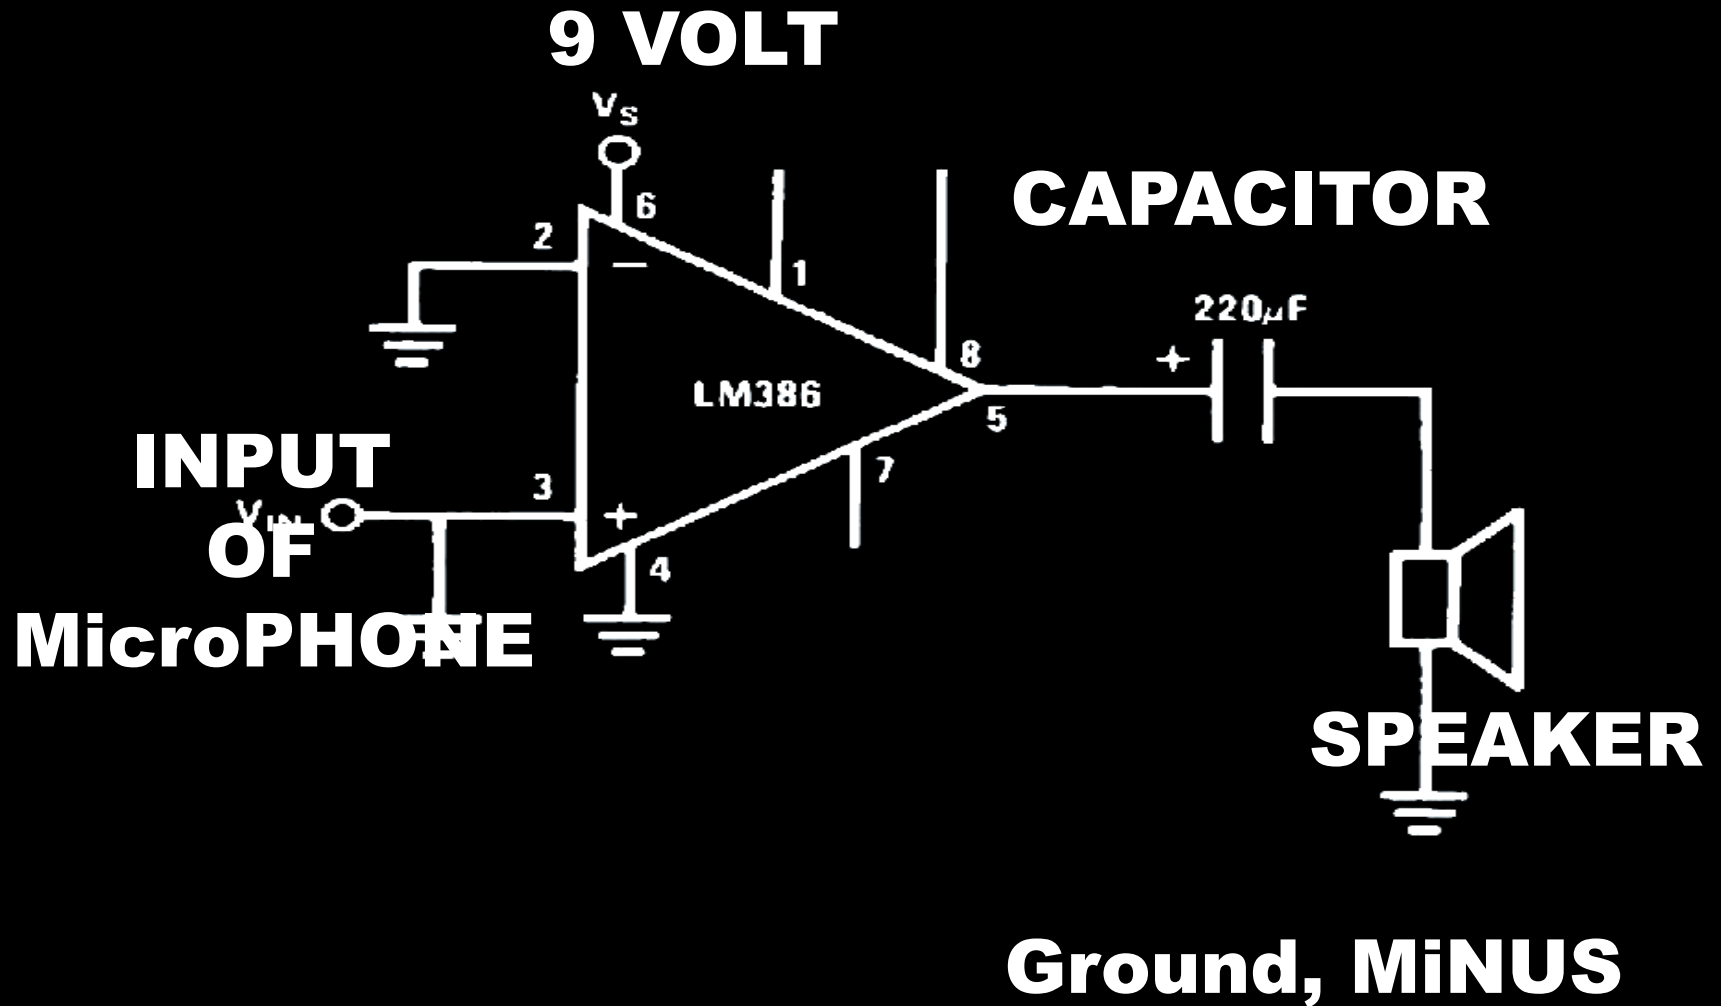 9 VOLT
VS
6
2
CAPACITOR
1
220µF
+
8
LM386
5
INPUT
3
7
VIN
OF
+
4
MicroPHONE
SPEAKER
Ground, MiNUS